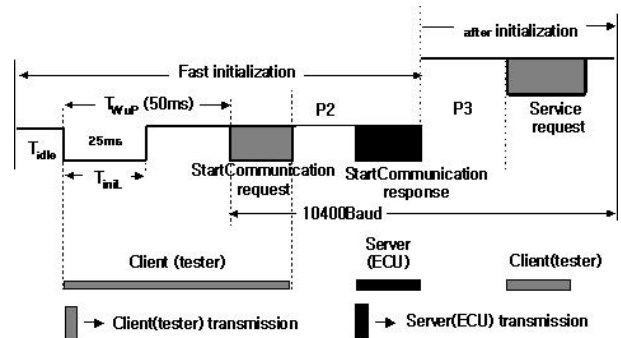 after initialization
Fast initialization
TWuP (50ms)
P2
P3
Service
request
Tidle
25ms
TiniL
StartCommunication
request
StartCommunication
response
10400Baud
Client (tester)
Server
(ECU)
Client(tester)
Client(tester) transmission
Server(ECU) transmission